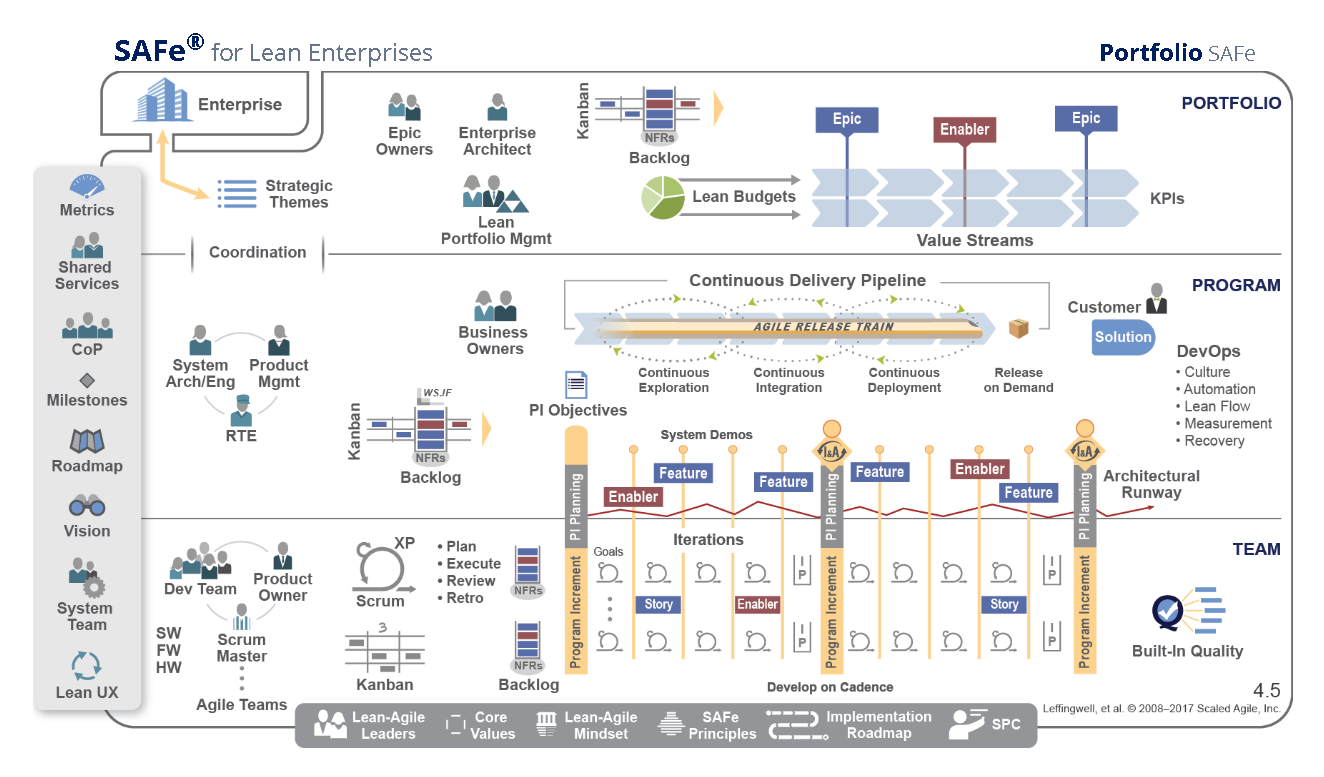 SAFe® for Lean Enterprises
Portfolio SAFe
Enterprise
Strategic
Themes
Coordination
Epic
Owners
Enterprise
Architect
Lean
Portfolio Mgmt
Kanban
NFRs
Backlog
Lean Budgets
Epic
Enabler
Epic
KPIs
Value Streams
PORTFOLIO
Metrics
Shared
Services
CoP
Milestones
Roadmap
Vision
System
Team
Lean UX
PROGRAM
Continuous Delivery Pipeline
AGILE RELEASE TRAIN
Business
Owners
Continuous
Exploration
Continuous
Integration
Continuous
Deployment
Release
on Demand
Customer
Solution
DevOps
• Culture
• Automation
• Lean Flow
• Measurement
• Recovery
System
Arch/Eng
Product
Mgmt
RTE
Kanban
WSJF
NFRs
Backlog
PI Objectives
System Demos
Enabler
Feature
Feature
I&A
Feature
Enabler
Feature
I&A
Architectural
Runway
PI Planning
PI Planning
PI Planning
TEAM
Dev Team
Product
Owner
Scrum
Master
SW
FW
HW
Agile Teams
XP
Scrum
• Plan
• Execute
• Review
• Retro
NFRs
3
Kanban
NFRs
Backlog
Program Increment
Goals
Iterations
Story
Enabler
I
P
I
P
Program Increment
Story
I
P
I
P
Program Increment
Develop on Cadence
Built-In Quality
4.5
Leffingwell, et al. © 2008–2017 Scaled Agile, Inc.
Lean-Agile
Leaders
Core
Values
Lean-Agile
Mindset
SAFe
Principles
Implementation
Roadmap
SPC